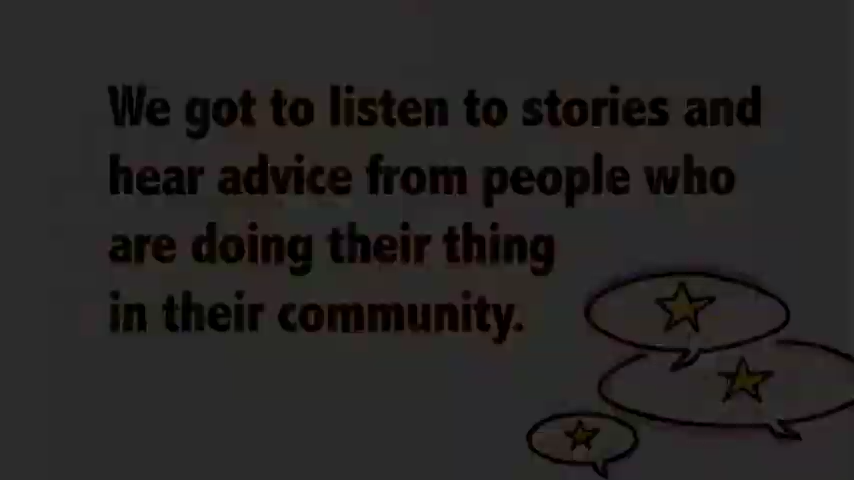 We got to listen to stories and
hear advice from people who
are doing their thing
in their community.